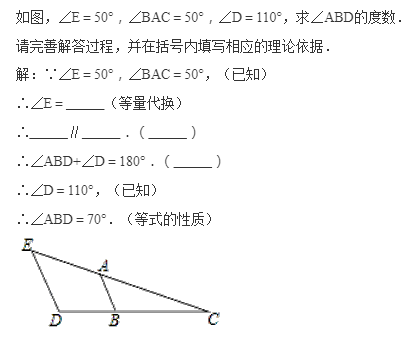 如图，∠E＝50°，∠BAC＝50°，∠D＝110°，求∠ABD的度数．
请完善解答过程，并在括号内填写相应的理论依据．
解：∵∠E＝50°，∠BAC＝50°，（已知）
∴∠E＝_____（等量代换）
∴_____∥_____．（_____）
∴∠ABD+∠D＝180°．（_____）
∴∠D＝110°，（已知）
∴∠ABD＝70°．（等式的性质）
E
A
D
B
C